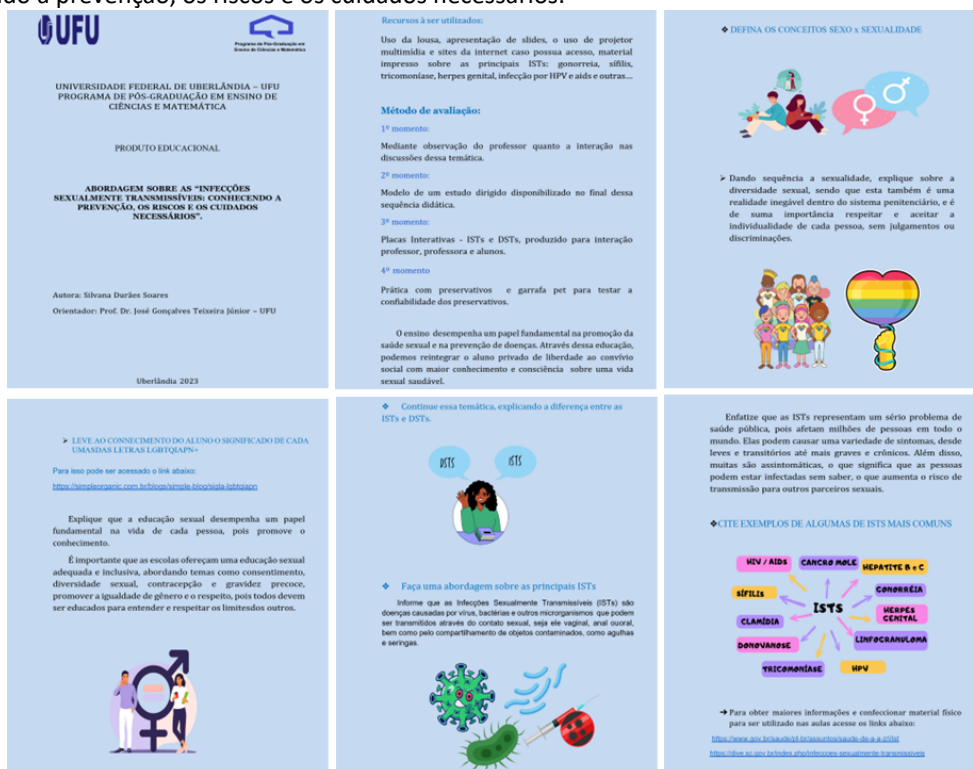 ndo a prevenção, os riscos e os cuidados necessários.
UFU
Programa de Pós-Graduação em
Ensino de Ciências e Matemática
UNIVERSIDADE FEDERAL DE UBERLÂNDIA – UFU
PROGRAMA DE PÓS-GRADUAÇÃO EM ENSINO DE
CIÊNCIAS E MATEMÁTICA
PRODUTO EDUCACIONAL
ABORDAGEM SOBRE AS “INFECÇÕES
SEXUALMENTE TRANSMISSÍVEIS: CONHECENDO A
PREVENÇÃO, OS RISCOS E OS CUIDADOS
NECESSÁRIOS”.
Autora: Silvana Durães Soares
Orientador: Prof. Dr. José Gonçalves Teixeira Júnior – UFU
Uberlândia 2023
Recursos à ser utilizados:
Uso da lousa, apresentação de slides, o uso de projetor
multimídia e sites da internet caso possua acesso, material
impresso sobre as principais ISTs: gonorreia, sífilis,
tricomoníase, herpes genital, infecção por HPV e aids e outras...
Método de avaliação:
1º momento:
Mediante observação do professor quanto a interação nas
discussões dessa temática.
2º momento:
Modelo de um estudo dirigido disponibilizado no final dessa
sequência didática.
3º momento:
Placas Interativas - ISTs e DSTs, produzido para interação
professor, professora e alunos.
4º momento
Prática com preservativos e garrafa pet para testar a
confiabilidade dos preservativos.
O ensino desempenha um papel fundamental na promoção da
saúde sexual e na prevenção de doenças. Através dessa educação,
podemos reintegrar o aluno privado de liberdade ao convívio
social com maior conhecimento e consciência sobre uma vida
sexual saudável.
❖ DEFINA OS CONCEITOS SEXO x SEXUALIDADE
➢ Dando sequência a sexualidade, explique sobre a
diversidade sexual, sendo que esta também é uma
realidade inegável dentro do sistema penitenciário, e é
de suma importância respeitar e aceitar a
individualidade de cada pessoa, sem julgamentos ou
discriminações.
➢ LEVE AO CONNECIMENTO DO ALUNO O SIGNIFICADO DE CADA
UMASDAS LETRAS LGBTQIAPN+
Para isso pode ser acessado o link abaixo:
https://simpleorganic.com.br/blogs/simple-blog/sigla-lgbtqiapn
Explique que a educação sexual desempenha um papel
fundamental na vida de cada pessoa, pois promove o
conhecimento.
É importante que as escolas ofereçam uma educação sexual
adequada e inclusiva, abordando temas como consentimento,
diversidade sexual, contracepção e gravidez precoce,
promover a igualdade de gênero e o respeito, pois todos devem
ser educados para entender e respeitar os limitesdos outros.
❖ Continue essa temática, explicando a diferença entre as
ISTs e DSTs.
DSTS
ISTS
❖ Faça uma abordagem sobre as principais ISTs
Informe que as Infecções Sexualmente Transmissíveis (ISTs) são
doenças causadas por vírus, bactérias e outros microrganismos que podem
ser transmitidos através do contato sexual, seja ele vaginal, anal ouoral,
bem como pelo compartilhamento de objetos contaminados, como agulhas
e seringas.
Enfatize que as ISTs representam um sério problema de
saúde pública, pois afetam milhões de pessoas em todo o
mundo. Elas podem causar uma variedade de sintomas, desde
leves e transitórios até mais graves e crônicos. Além disso,
muitas são assintomáticas, o que significa que as pessoas
podem estar infectadas sem saber, o que aumenta o risco de
transmissão para outros parceiros sexuais.
❖CITE EXEMPLOS DE ALGUMAS DE ISTS MAIS COMUNS
HIV / AIDS
CANCRO MOLE
HEPATITE B e C
SÍFILIS
GONORRÉIA
ISTS
HERPES
GENITAL
CLAMÍDIA
LINFOGRANULOMA
DONOVANOSE
TRICOMONÍASE
HPV
➔ Para obter maiores informações e confeccionar material físico
para ser utilizado nas aulas acesse os links abaixo:
https://www.gov.br/saude/pt-br/assuntos/saude-de-a-a-z/i/ist
https://dive.sc.gov.br/index.php/infeccoes-sexualmente-transmissiveis